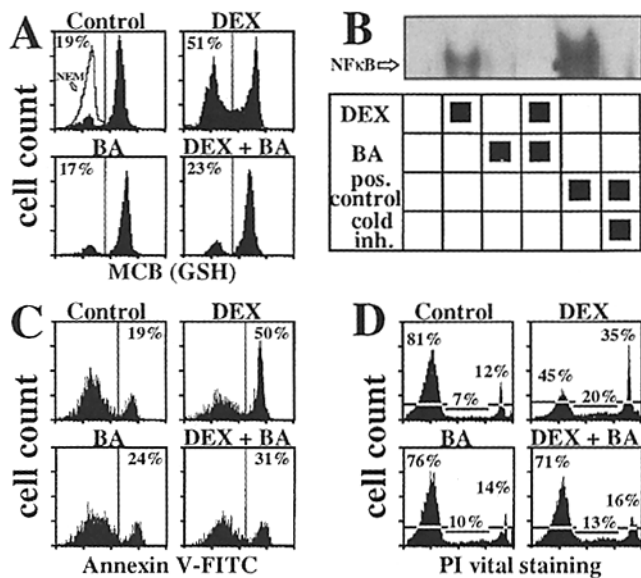 A
Control
DEX
19%
NEM
51%
BA
DEX + BA
17%
23%
cell count
MCB (GSH)
B
NFκB
DEX
BA
pos. control
cold inh.
C
Control
DEX
19%
50%
BA
DEX + BA
24%
31%
cell count
Annexin V-FITC
D
Control
DEX
81%
12%
7%
35%
45%
20%
BA
DEX + BA
76%
14%
10%
71%
16%
13%
cell count
PI vital staining